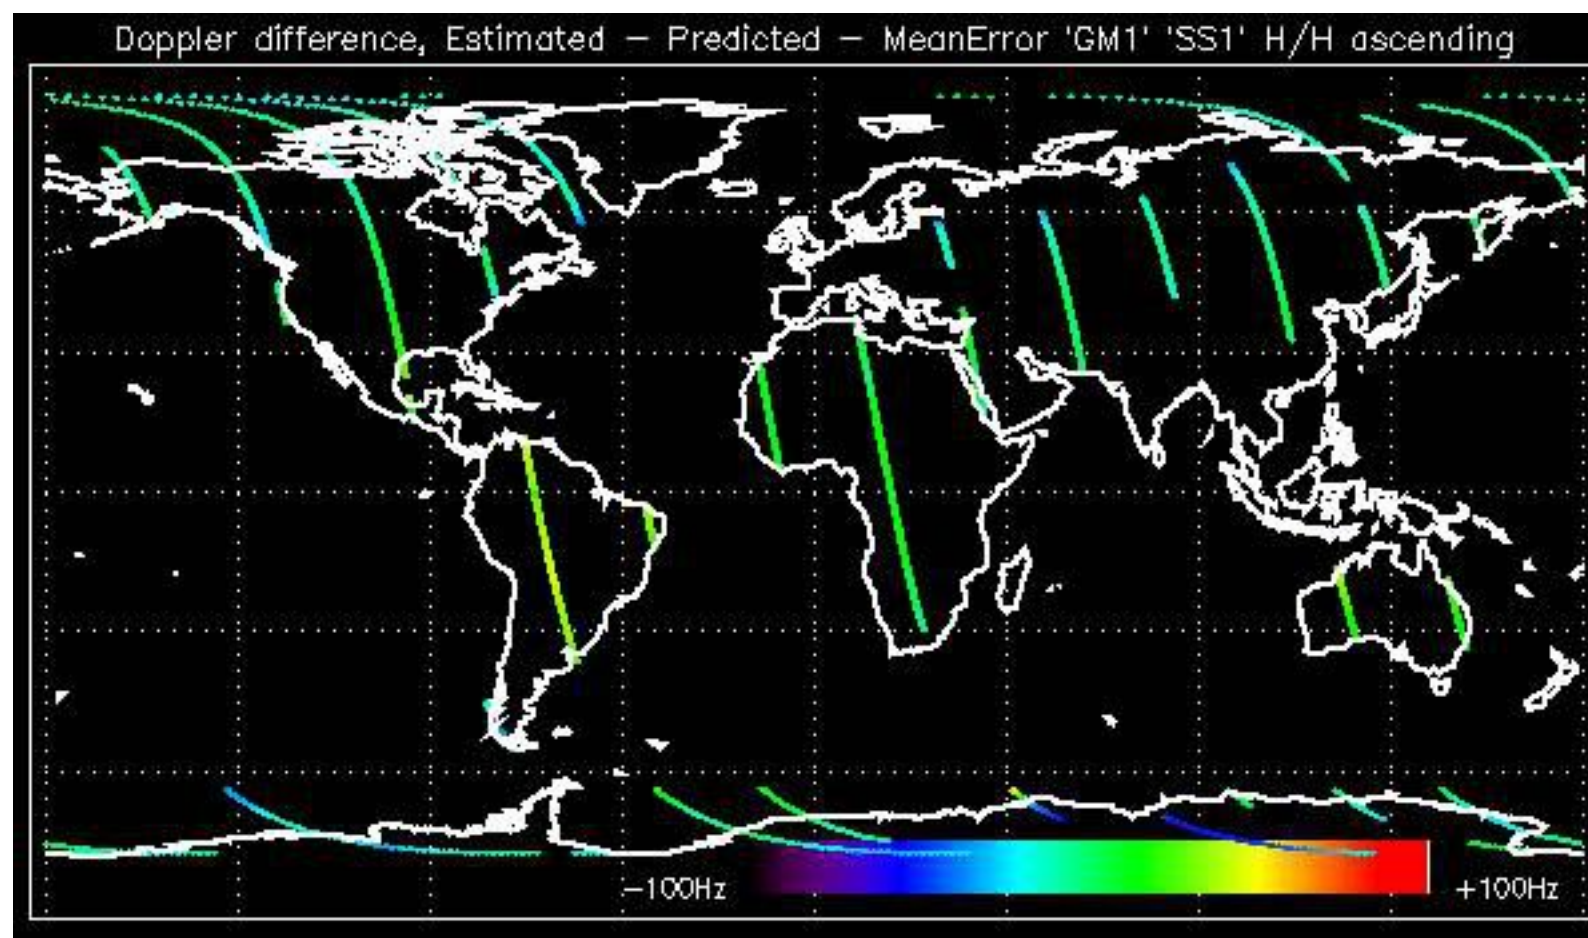 Doppler difference, Estimated — Predicted — MeanError 'GM1' 'SS1' H/H ascending
−100Hz
+100Hz